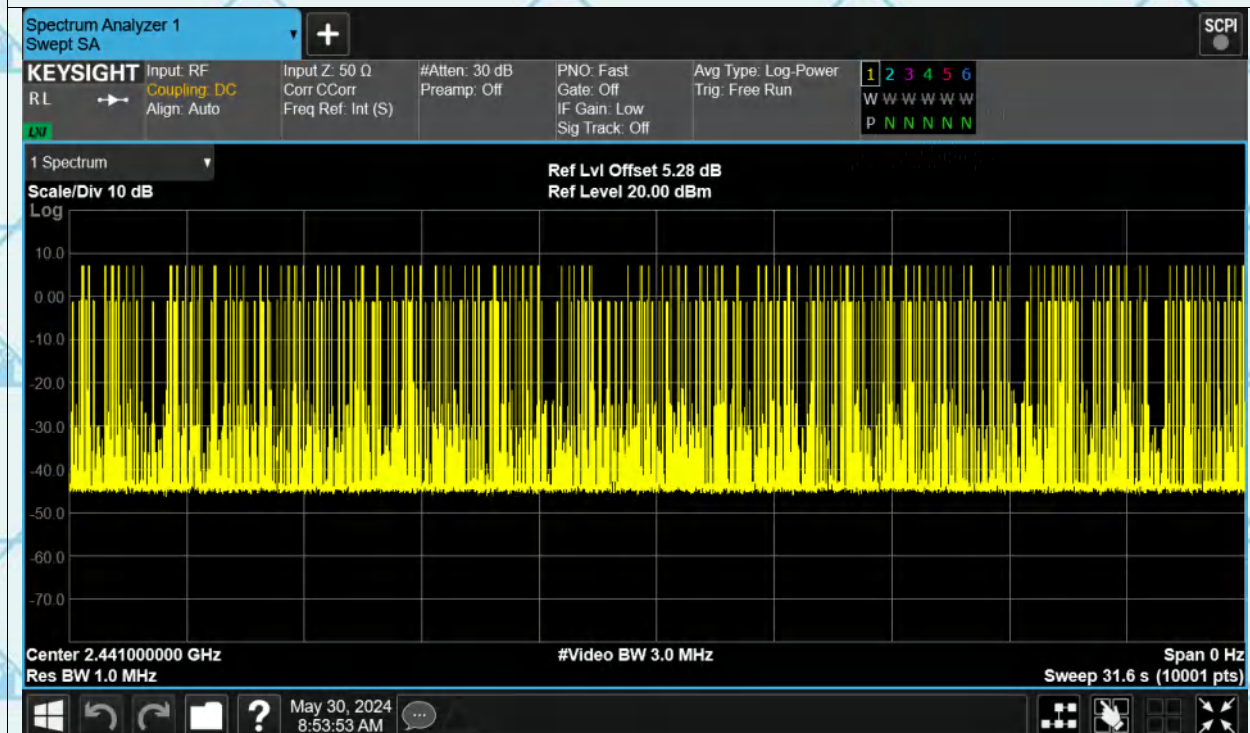 Spectrum Analyzer 1
Swept SA
+
SCPI
KEYSIGHT
RL
LXI
Input: RF
Coupling: DC
Align: Auto
Input Z: 50 Ω
Corr CCorr
Freq Ref: Int (S)
#Atten: 30 dB
Preamp: Off
PNO: Fast
Gate: Off
IF Gain: Low
Sig Track: Off
Avg Type: Log-Power
Trig: Free Run
1 2 3 4 5 6
W W W W W W
P N N N N N
1 Spectrum
Scale/Div 10 dB
Ref Lvl Offset 5.28 dB
Ref Level 20.00 dBm
Log
10.0
0.00
-10.0
-20.0
-30.0
-40.0
-50.0
-60.0
-70.0
Center 2.441000000 GHz
#Video BW 3.0 MHz
Span 0 Hz
Res BW 1.0 MHz
Sweep 31.6 s (10001 pts)
?
May 30, 2024
8:53:53 AM